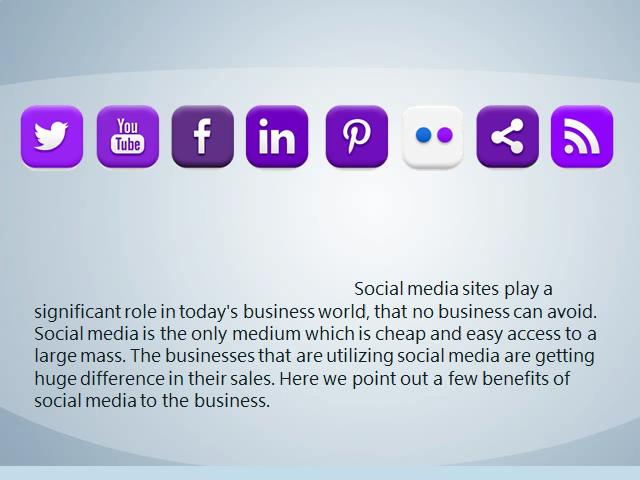 You
Tube
f
in
Social media sites play a
significant role in today's business world, that no business can avoid.
Social media is the only medium which is cheap and easy access to a
large mass. The businesses that are utilizing social media are getting
huge difference in their sales. Here we point out a few benefits of
social media to the business.